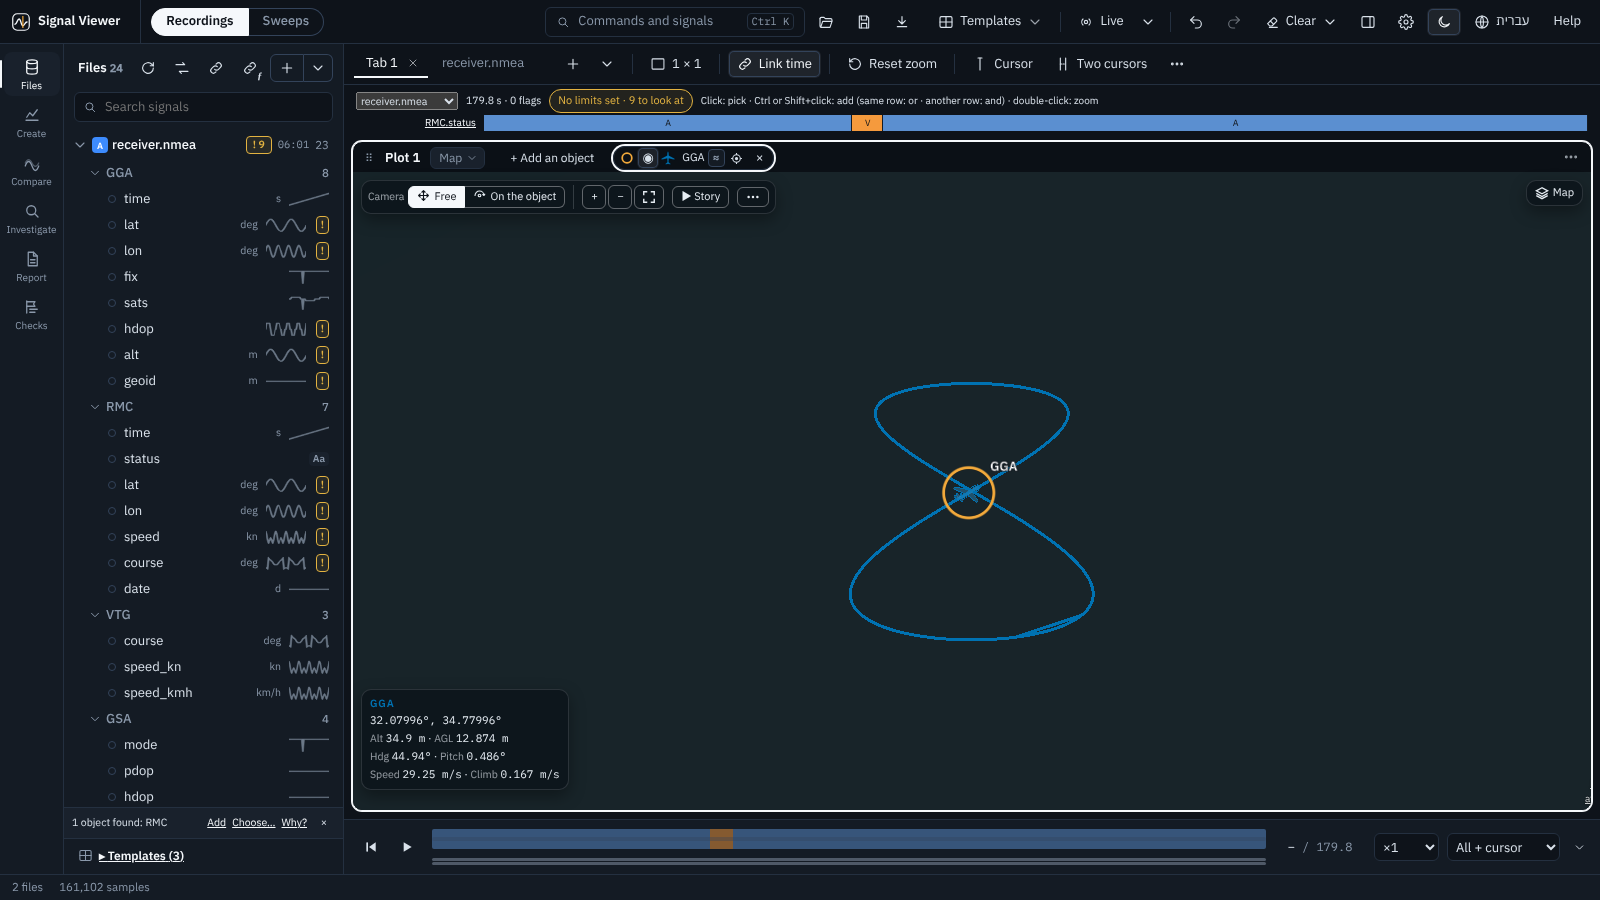 Signal Viewer
Recordings
Sweeps
Commands and signals
Ctrl K
Templates
Live
Clear
עברית
Help
Files
Create
Compare
Investigate
Report
Checks
Files 24
Search signals
receiver.nmea
! 9
06:01 23
GGA 8
time s
lat deg !
lon deg !
fix
sats
hdop !
alt m !
geoid m !
RMC 7
time s
status Aa
lat deg !
lon deg !
speed kn !
course deg !
date d
VTG 3
course deg
speed_kn kn
speed_kmh km/h
GSA 4
mode
pdop
hdop
1 object found: RMC Add Choose... Why? ×
▸ Templates (3)
2 files 161,102 samples
Tab 1 ×
receiver.nmea
1 × 1
Link time
Reset zoom
Cursor
Two cursors
receiver.nmea
179.8 s · 0 flags
No limits set · 9 to look at
Click: pick · Ctrl or Shift+click: add (same row: or · another row: and) · double-click: zoom
RMC.status A V A
Plot 1
Map
+ Add an object
GGA ≈ ×
Camera Free On the object + − Story
Map
GGA
GGA
32.07996°, 34.77996°
Alt 34.9 m · AGL 12.874 m
Hdg 44.94° · Pitch 0.486°
Speed 29.25 m/s · Climb 0.167 m/s
– / 179.8
×1
All + cursor